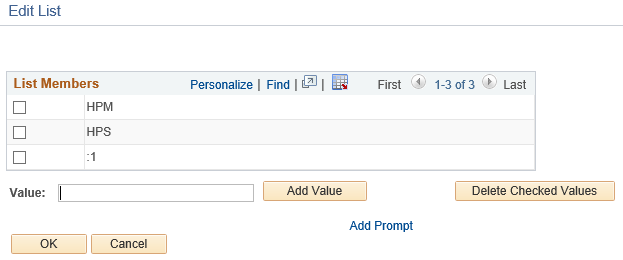 Edit List
List Members Personalize | Find | | First 1-3 of 3 Last
HPM
HPS
:1
Value: Add Value Delete Checked Values
Add Prompt
OK Cancel